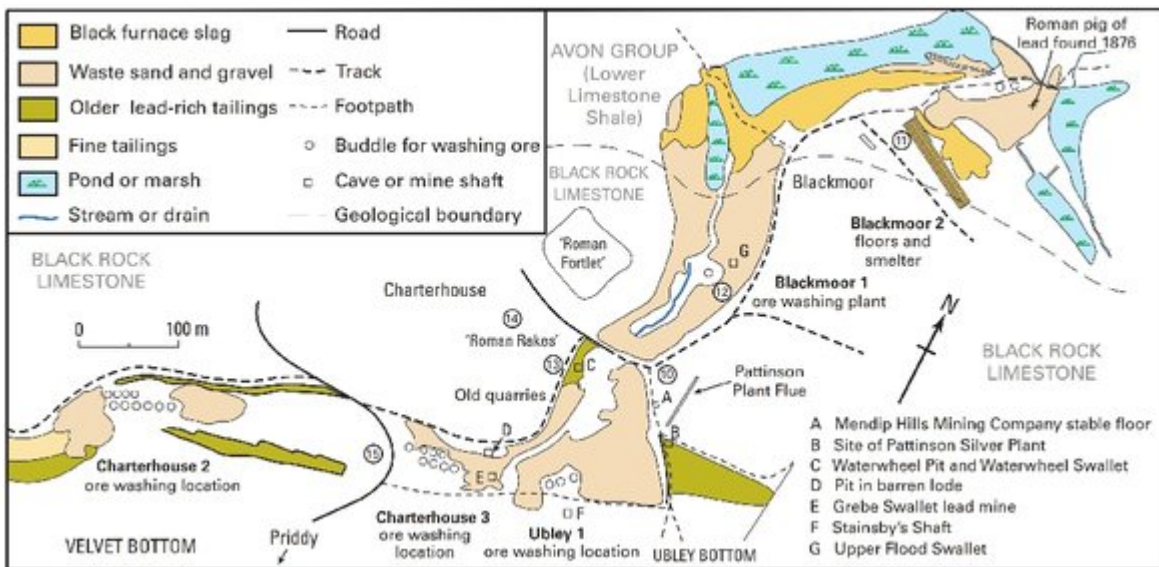 Black furnace slag
Road
Waste sand and gravel
Track
Older lead-rich tailings
Footpath
Fine tailings
Buddle for washing ore
Pond or marsh
Cave or mine shaft
Stream or drain
Geological boundary
AVON GROUP
(Lower
Limestone
Shale)
Roman pig of
lead found 1876
BLACK ROCK
LIMESTONE
"Roman
Fortlet"
Blackmoor
11
Blackmoor 2
floors and
smelter
G
12
Blackmoor 1
ore washing plant
N
BLACK ROCK
LIMESTONE
BLACK ROCK
LIMESTONE
0 100 m
Charterhouse
14
"Roman Rakes"
13
C
10
Old quarries
A
Pattinson
Plant Flue
D
B
E
F
15
Charterhouse 2
ore washing location
Charterhouse 3
ore washing
location
Ubley 1
ore washing location
VELVET BOTTOM
Priddy
UBLEY BOTTOM
A Mendip Hills Mining Company stable floor
B Site of Pattinson Silver Plant
C Waterwheel Pit and Waterwheel Swallet
D Pit in barren lode
E Grebe Swallet lead mine
F Stainsby's Shaft
G Upper Flood Swallet